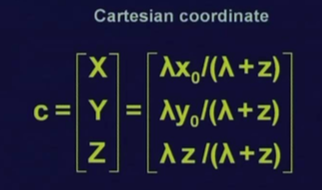 Cartesian coordinate
c = [X Y Z] = [λx₀/(λ+z) λy₀/(λ+z) λz/(λ+z)]